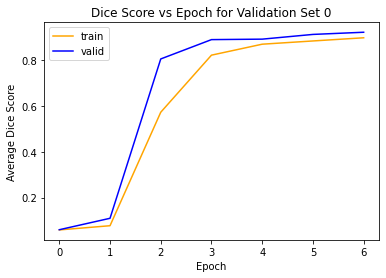 Dice Score vs Epoch for Validation Set 0
train
valid
Average Dice Score
0.8
0.6
0.4
0.2
0 1 2 3 4 5 6
Epoch